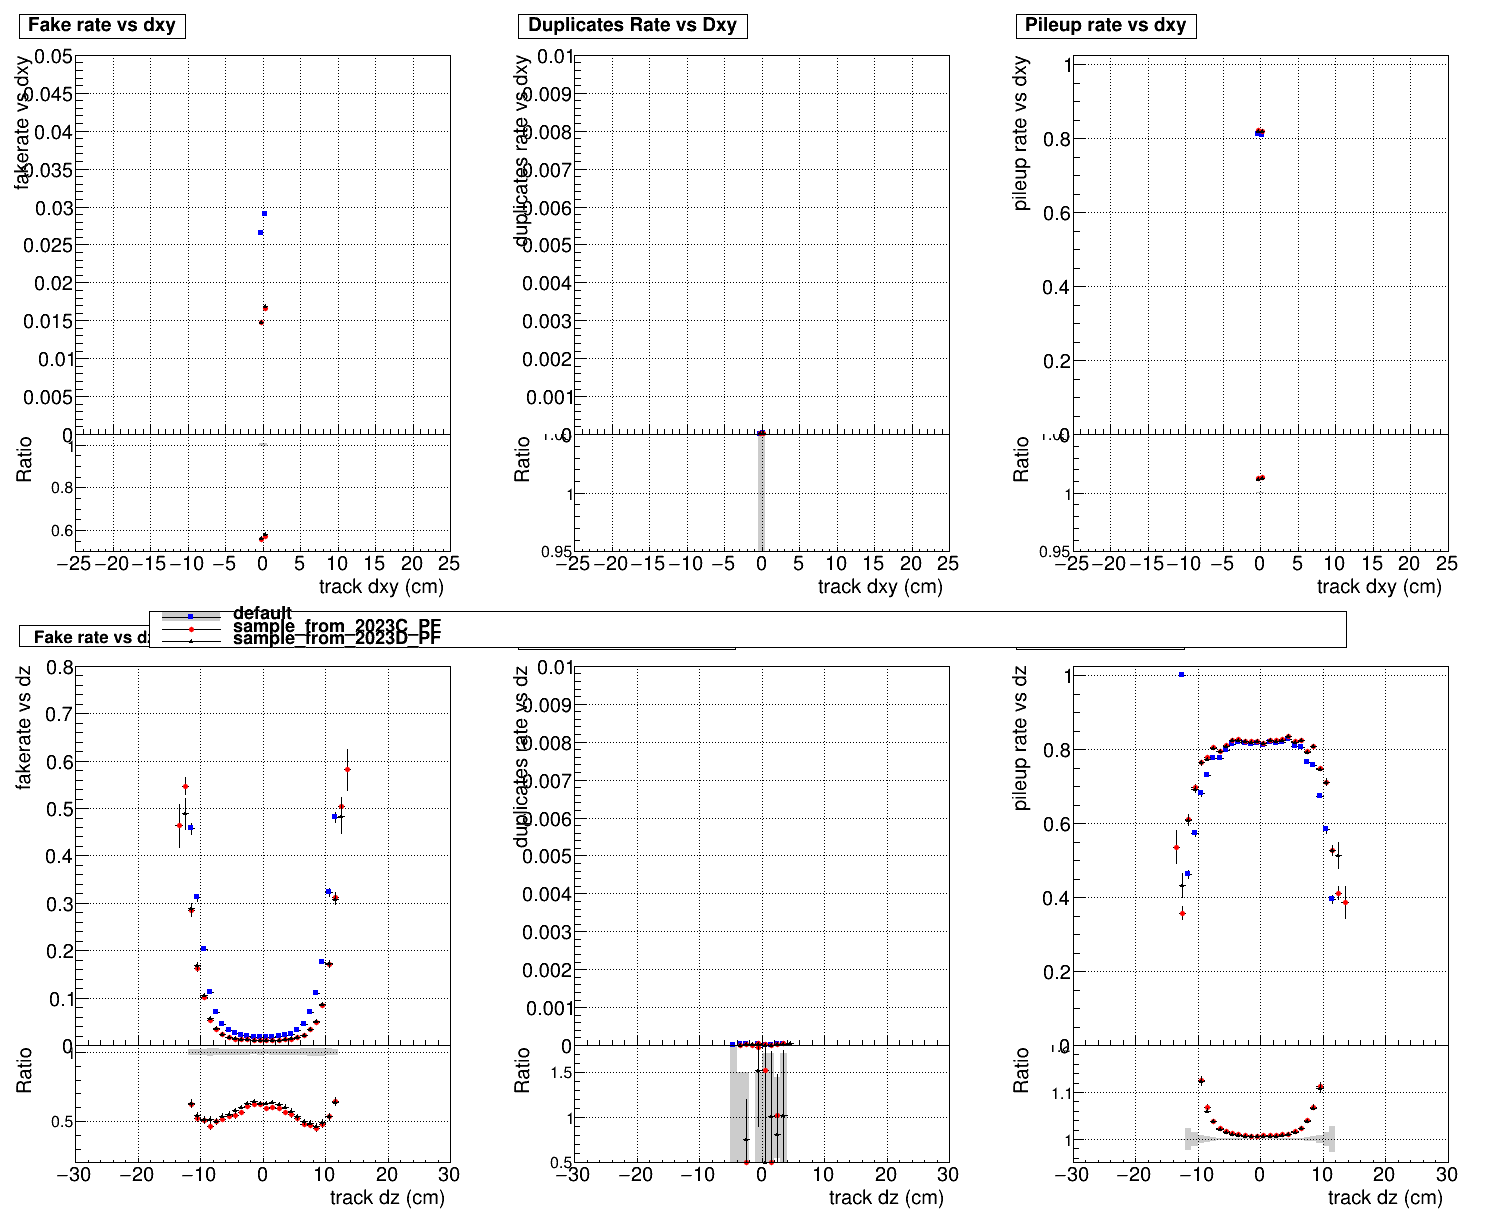 Fake rate vs dxy
fakerate vs dxy
0.05
0.045
0.04
0.035
0.03
0.025
0.02
0.015
0.01
0.005
0
Ratio
1
0.8
0.6
−25 −20 −15 −10 −5 0 5 10 15 20 25
track dxy (cm)
Duplicates Rate vs Dxy
duplicates rate vs dxy
0.01
0.009
0.008
0.007
0.006
0.005
0.004
0.003
0.002
0.001
0
Ratio
1
0.95
−25 −20 −15 −10 −5 0 5 10 15 20 25
track dxy (cm)
Pileup rate vs dxy
pileup rate vs dxy
1
0.8
0.6
0.4
0.2
0
Ratio
1
0.95
−25 −20 −15 −10 −5 0 5 10 15 20 25
track dxy (cm)
default
sample_from_2023C_PF
sample_from_2023D_PF
Fake rate vs
fakerate vs dz
0.8
0.7
0.6
0.5
0.4
0.3
0.2
0.1
0
Ratio
1
0.5
−30 −20 −10 0 10 20 30
track dz (cm)
duplicates rate vs dz
0.01
0.009
0.008
0.007
0.006
0.005
0.004
0.003
0.002
0.001
0
Ratio
1.5
1
0.5
−30 −20 −10 0 10 20 30
track dz (cm)
pileup rate vs dz
1
0.8
0.6
0.4
0.2
0
Ratio
1.1
1
−30 −20 −10 0 10 20 30
track dz (cm)